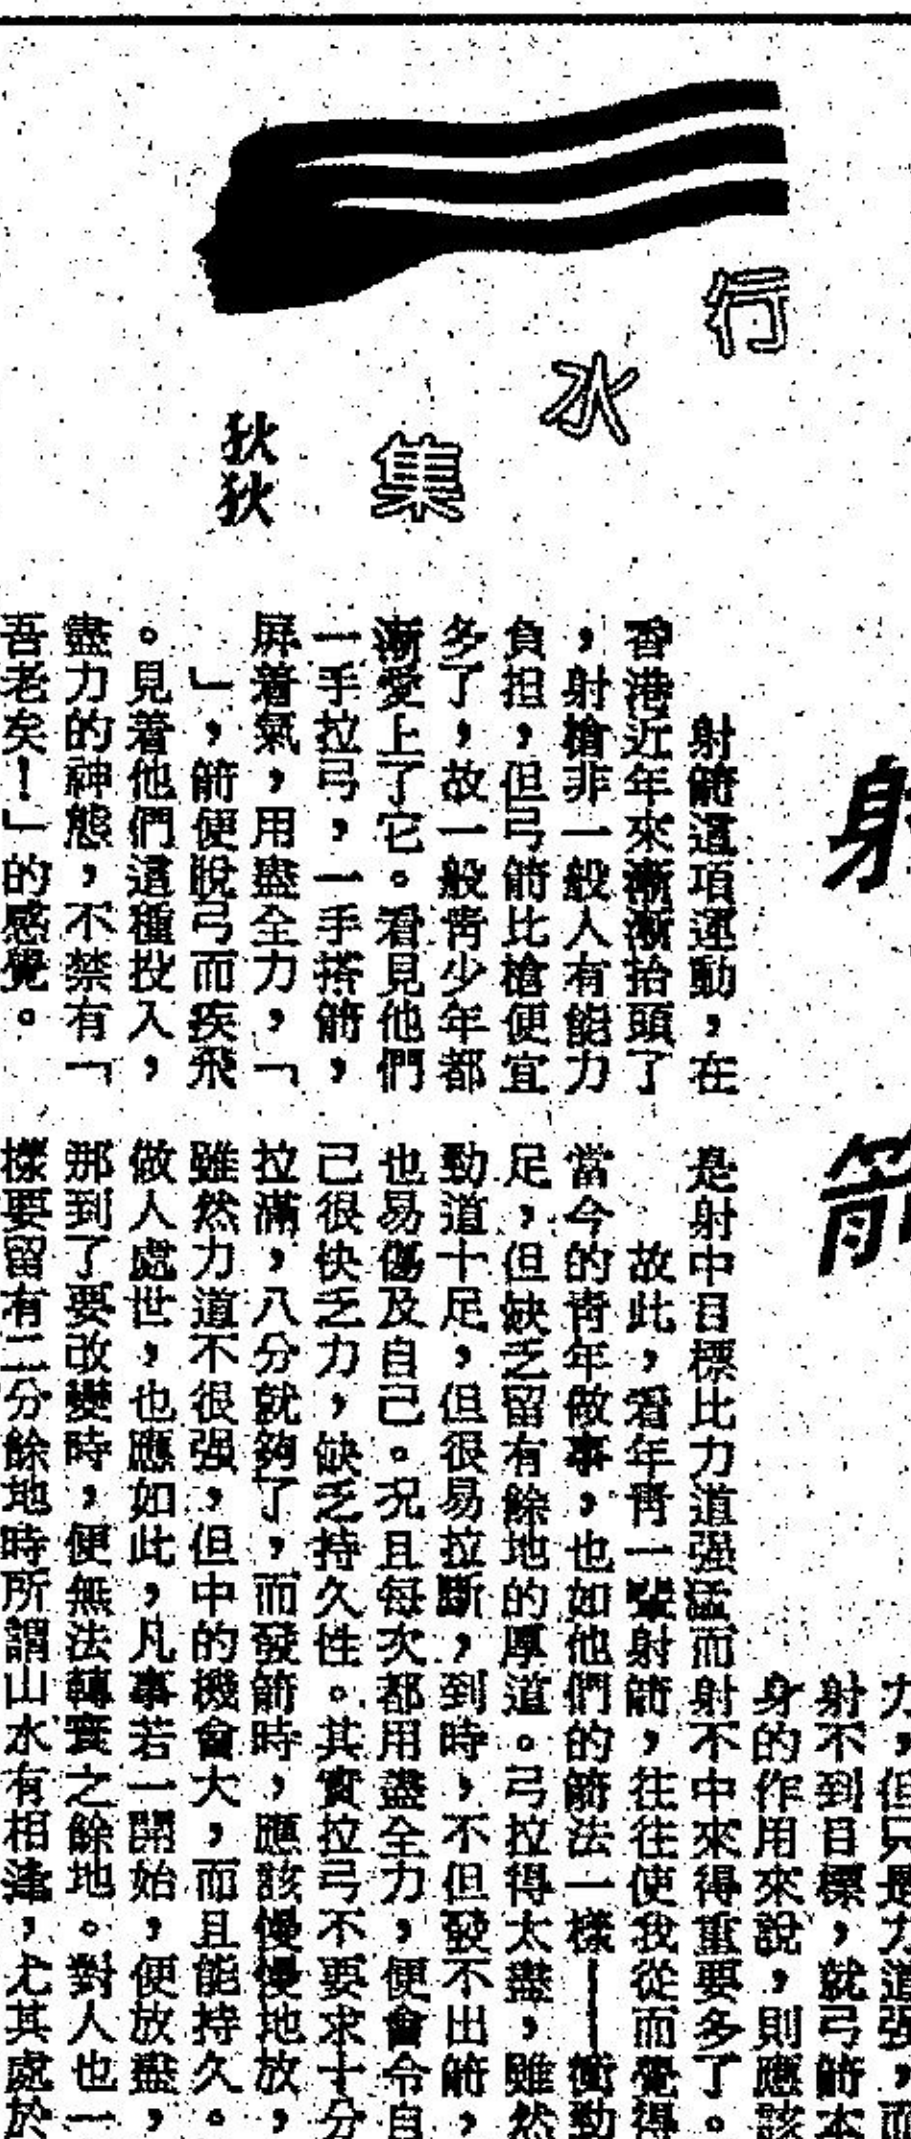 行水集
狄狄
射箭
射箭這項運動,在
香港近年來漸漸抬頭了
,射槍非一般人有能力
負担,但弓箭比槍便宜
多了,故一般青少年都
漸愛上了它。看見他們
一手拉弓,一手搭箭,
屏着氣,用盡全力,「
」,箭便脫弓而疾飛
。見着他們這種投入,
盡力的神態,不禁有「
吾老矣!」的感覺。
力,但只是力道强,而
射不到目標,就弓箭本
身的作用來說,則應該
是射中目標比力道强猛而射不中來得重要多了。
故此,看年青一輩射箭,往往使我從而覺得
當今的青年做事,也如他們的箭法一樣——衝勁
足,但缺乏留有餘地的厚道。弓拉得太盡,雖然
勁道十足,但很易拉斷,到時,不但發不出箭,
也易傷及自己。况且每次都用盡全力,便會令自
己很快乏力,缺乏持久性。其實拉弓不要求十分
拉滿,八分就夠了,而發箭時,應該慢慢地放,
雖然力道不很强,但中的機會大,而且能持久。
做人處世,也應如此,凡事若一開始,便放盡,
那到了要改變時,便無法轉寰之餘地。對人也一
樣要留有二分餘地時所謂山水有相逢,尤其處於